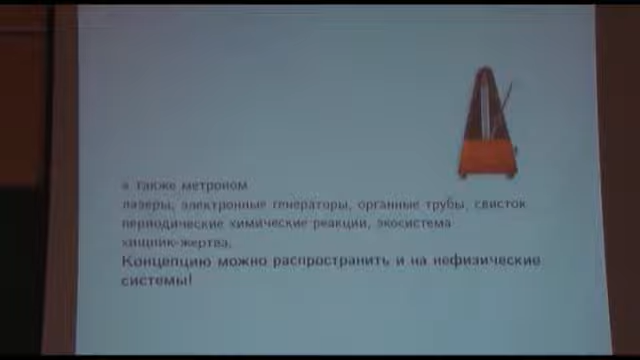 а также метроном
лазеры, электронные генераторы, органные трубы, свисток
периодические химические реакции, экосистема
хищник-жертва.
Концепцию можно распространить и на нефизические
системы!